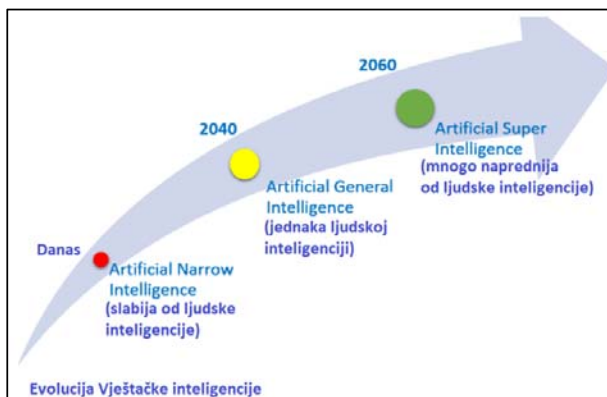 2060
2040
Artificial Super
Intelligence
(mnogo naprednija
od ljudske inteligencije)
Artificial General
Intelligence
(jednaka ljudskoj
inteligenciji)
Danas
Artificial Narrow
Intelligence
(slabija od ljudske
inteligencije)
Evolucija Vještačke inteligencije